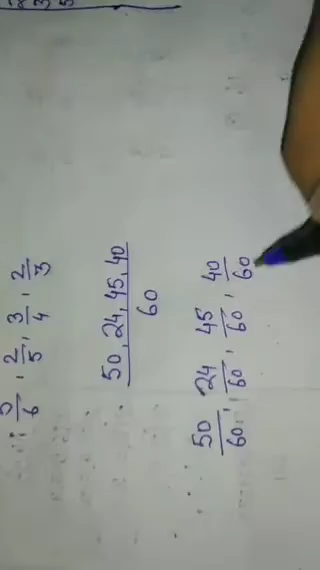 5/6, 2/5, 3/4, 2/3
50, 24, 45, 40 / 60
50/60, 24/60, 45/60, 40/60